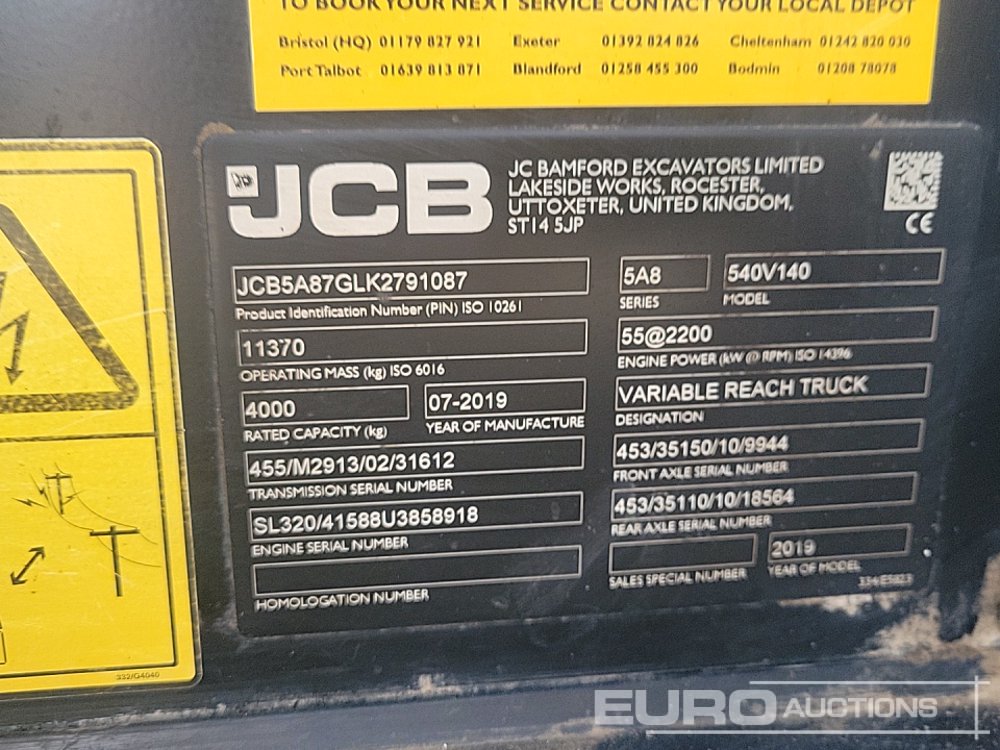 TO BOOK YOUR NEXT SERVICE CONTACT YOUR LOCAL DEPOT
Bristol (HQ) 01179 827 921 Exeter 01392 824 826 Cheltenham 01242 820 030
Port Talbot 01639 813 871 Blandford 01258 455 300 Bodmin 01208 78078
JCB
JC BAMFORD EXCAVATORS LIMITED
LAKESIDE WORKS, ROCESTER,
UTTOXETER, UNITED KINGDOM,
ST14 5JP
CE
JCB5A87GLK2791087
Product Identification Number (PIN) ISO 10261
5A8
SERIES
540V140
MODEL
11370
OPERATING MASS (kg) ISO 6016
55@2200
ENGINE POWER (kW @ RPM) ISO 14396
4000
RATED CAPACITY (kg)
07-2019
YEAR OF MANUFACTURE
VARIABLE REACH TRUCK
DESIGNATION
455/M2913/02/31612
TRANSMISSION SERIAL NUMBER
453/35150/10/9944
FRONT AXLE SERIAL NUMBER
SL320/41588U3858918
ENGINE SERIAL NUMBER
453/35110/10/18564
REAR AXLE SERIAL NUMBER
HOMOLOGATION NUMBER
SALES SPECIAL NUMBER
2019
YEAR OF MODEL
334/E5823
332/G4040
EURO AUCTIONS